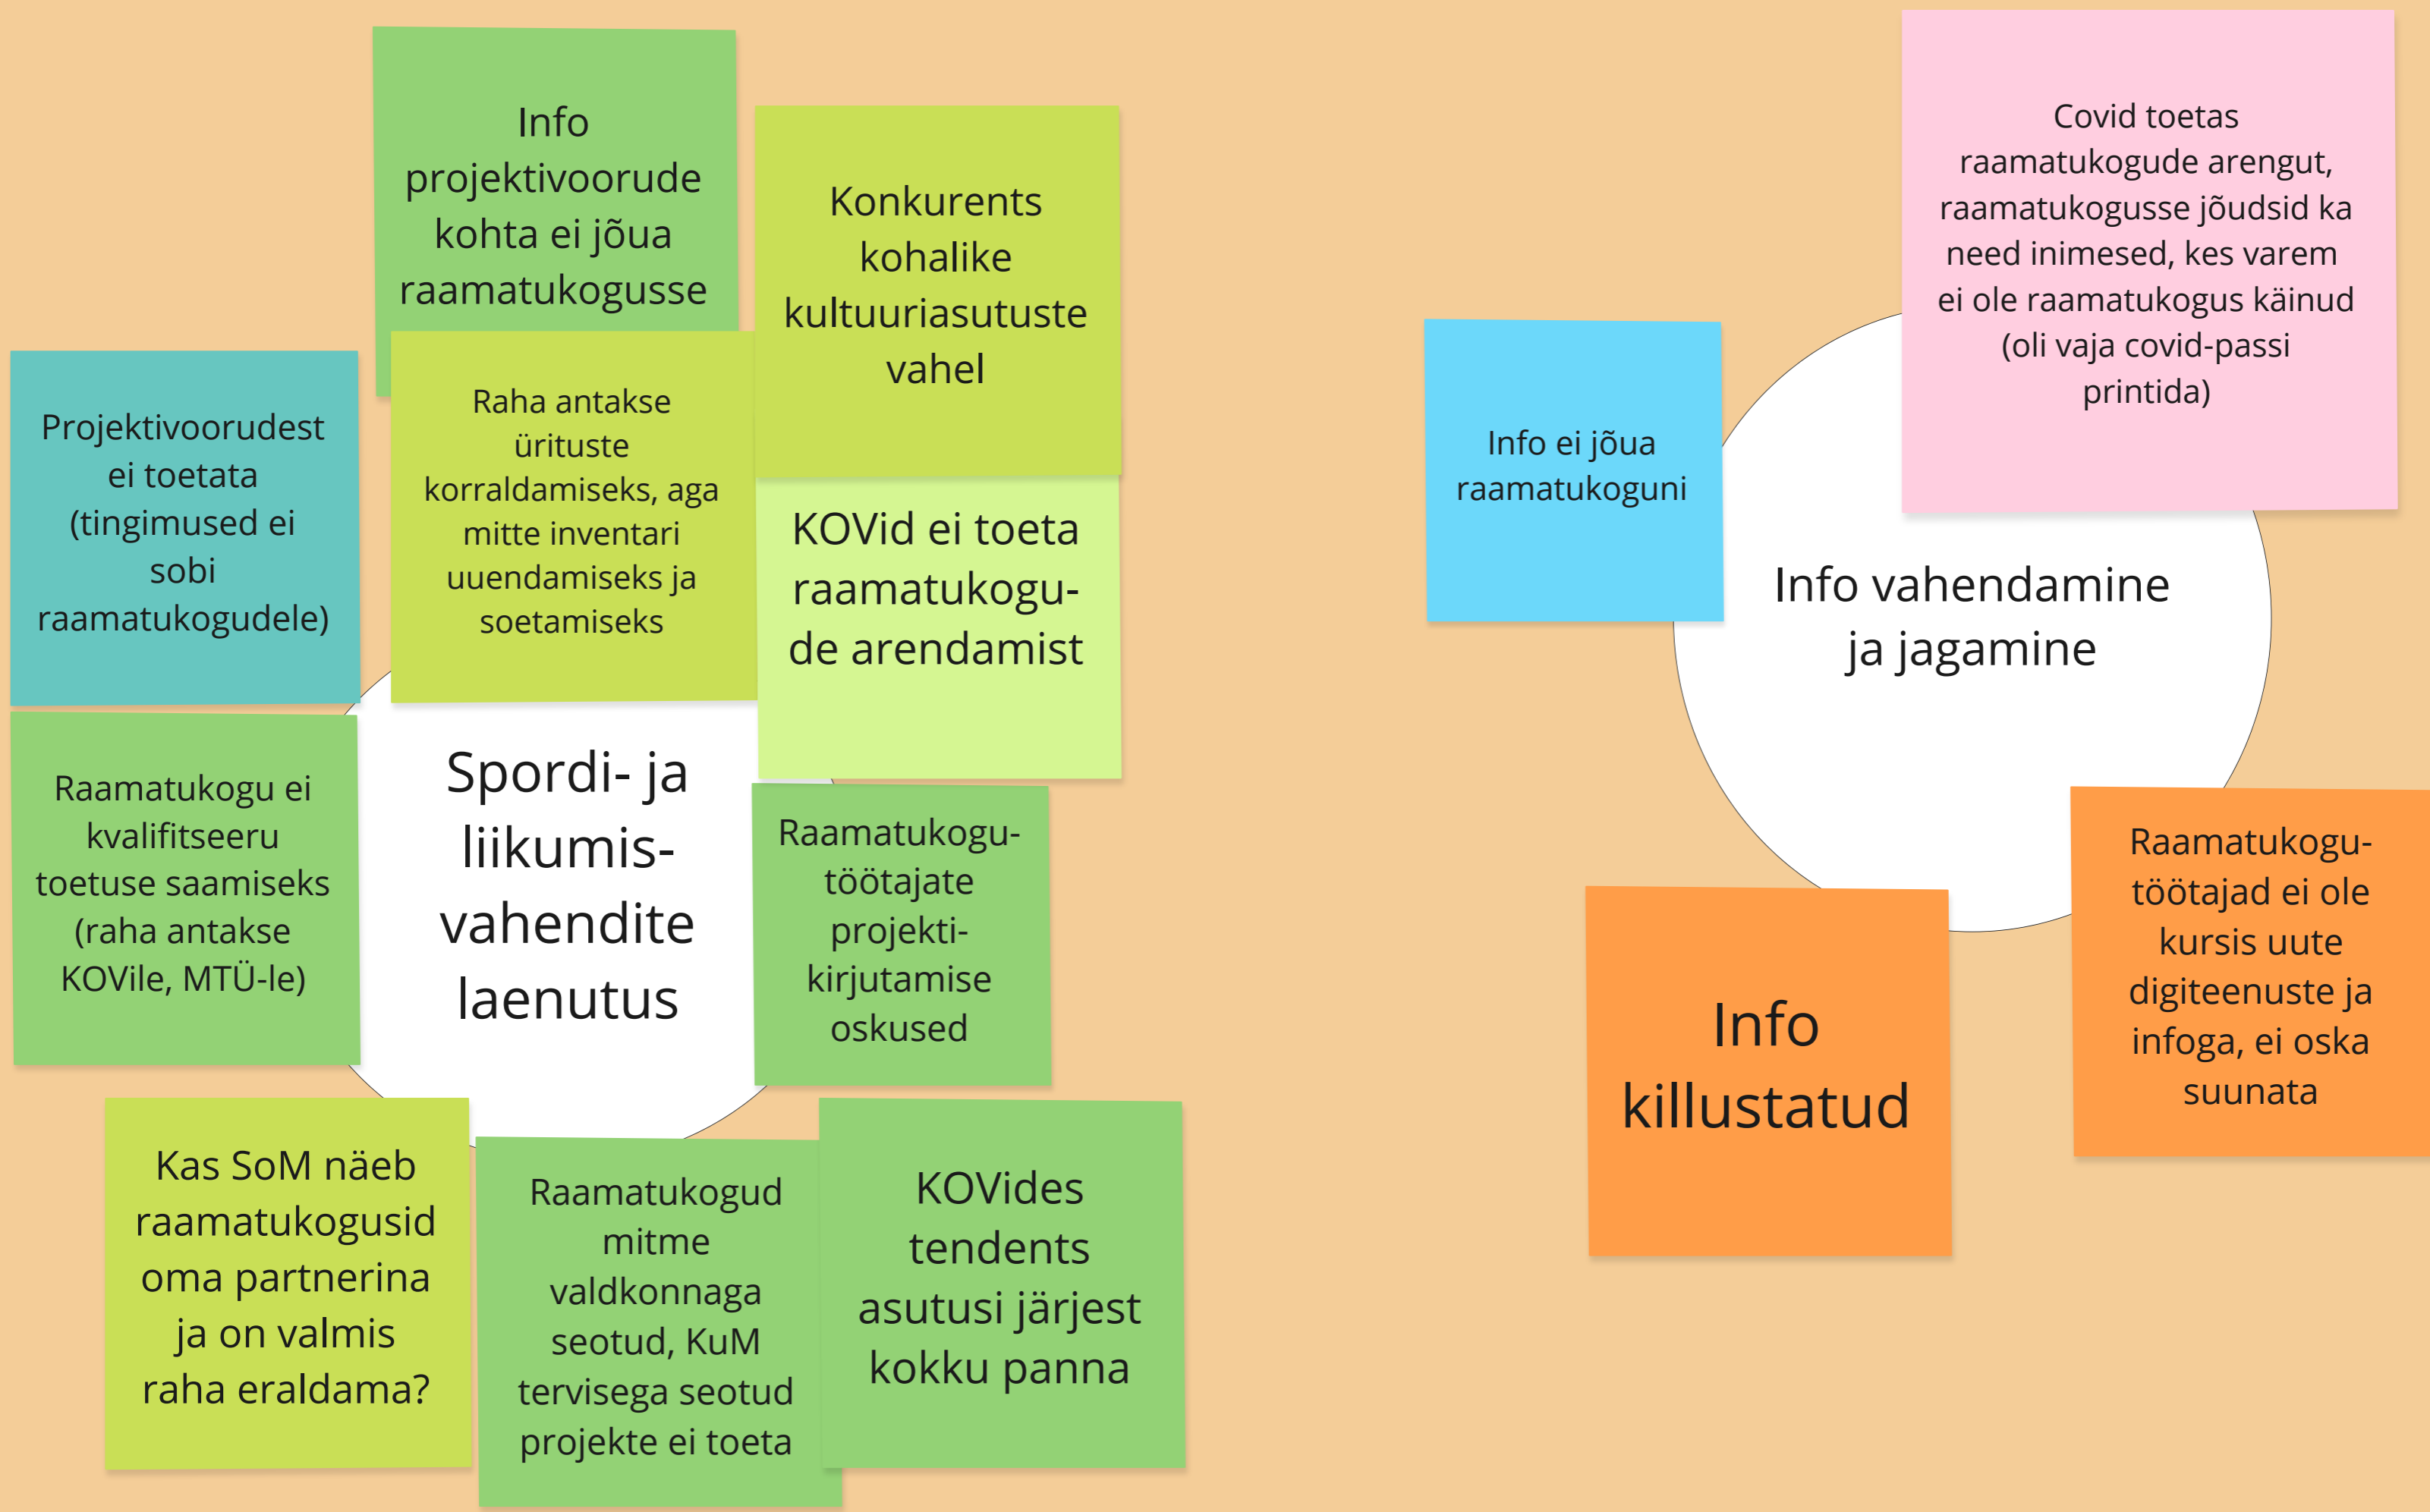 Info
projektivoorude
kohta ei jõua
raamatukogusse
Konkurents
kohalike
kultuuriasutuste
vahel
Projektivoorudest
ei toetata
(tingimused ei
sobi
raamatukogudele)
Raha antakse
ürituste
korraldamiseks, aga
mitte inventari
uuendamiseks ja
soetamiseks
KOVid ei toeta
raamatukogu-
de arendamist
Raamatukogu ei
kvalifitseeru
toetuse saamiseks
(raha antakse
KOVile, MTÜ-le)
Spordi- ja
liikumis-
vahendite
laenutus
Raamatukogu-
töötajate
projekti-
kirjutamise
oskused
Kas SoM näeb
raamatukogusid
oma partnerina
ja on valmis
raha eraldama?
Raamatukogud
mitme
valdkonnaga
seotud, KuM
tervisega seotud
projekte ei toeta
KOVides
tendents
asutusi järjest
kokku panna
Covid toetas
raamatukogude arengut,
raamatukogusse jõudsid ka
need inimesed, kes varem
ei ole raamatukogus käinud
(oli vaja covid-passi
printida)
Info ei jõua
raamatukoguni
Info vahendamine
ja jagamine
Info
killustatud
Raamatukogu-
töötajad ei ole
kursis uute
digiteenuste ja
infoga, ei oska
suunata